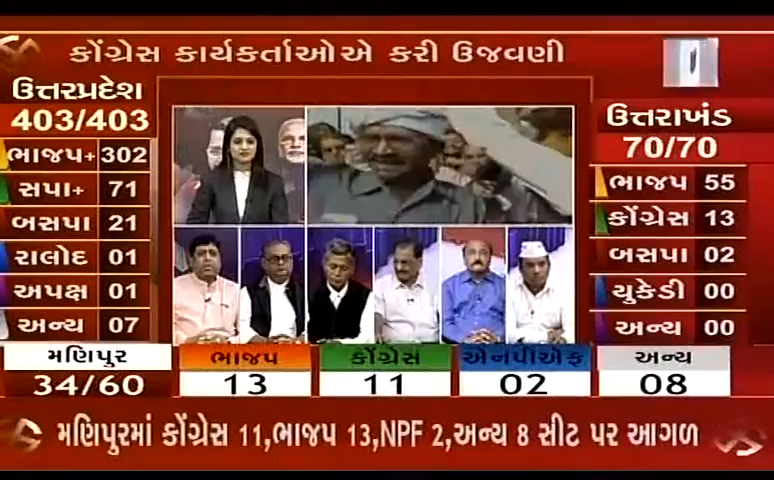 કોંગ્રેસ કાર્યકર્તાઓએ કરી ઉજવણી
ઉત્તરપ્રદેશ
403/403
ભાજપ+ 302
સપા+ 71
બસપા 21
રાલોદ 01
અપક્ષ 01
અન્ય 07
ઉત્તરાખંડ
70/70
ભાજપ 55
કોંગ્રેસ 13
બસપા 02
યુકેડી 00
અન્ય 00
મણિપુર
34/60
ભાજપ
13
કોંગ્રેસ
11
એનપીએફ
02
અન્ય
08
મણિપુરમાં કોંગ્રેસ 11,ભાજપ 13,NPF 2,અન્ય 8 સીટ પર આગળ